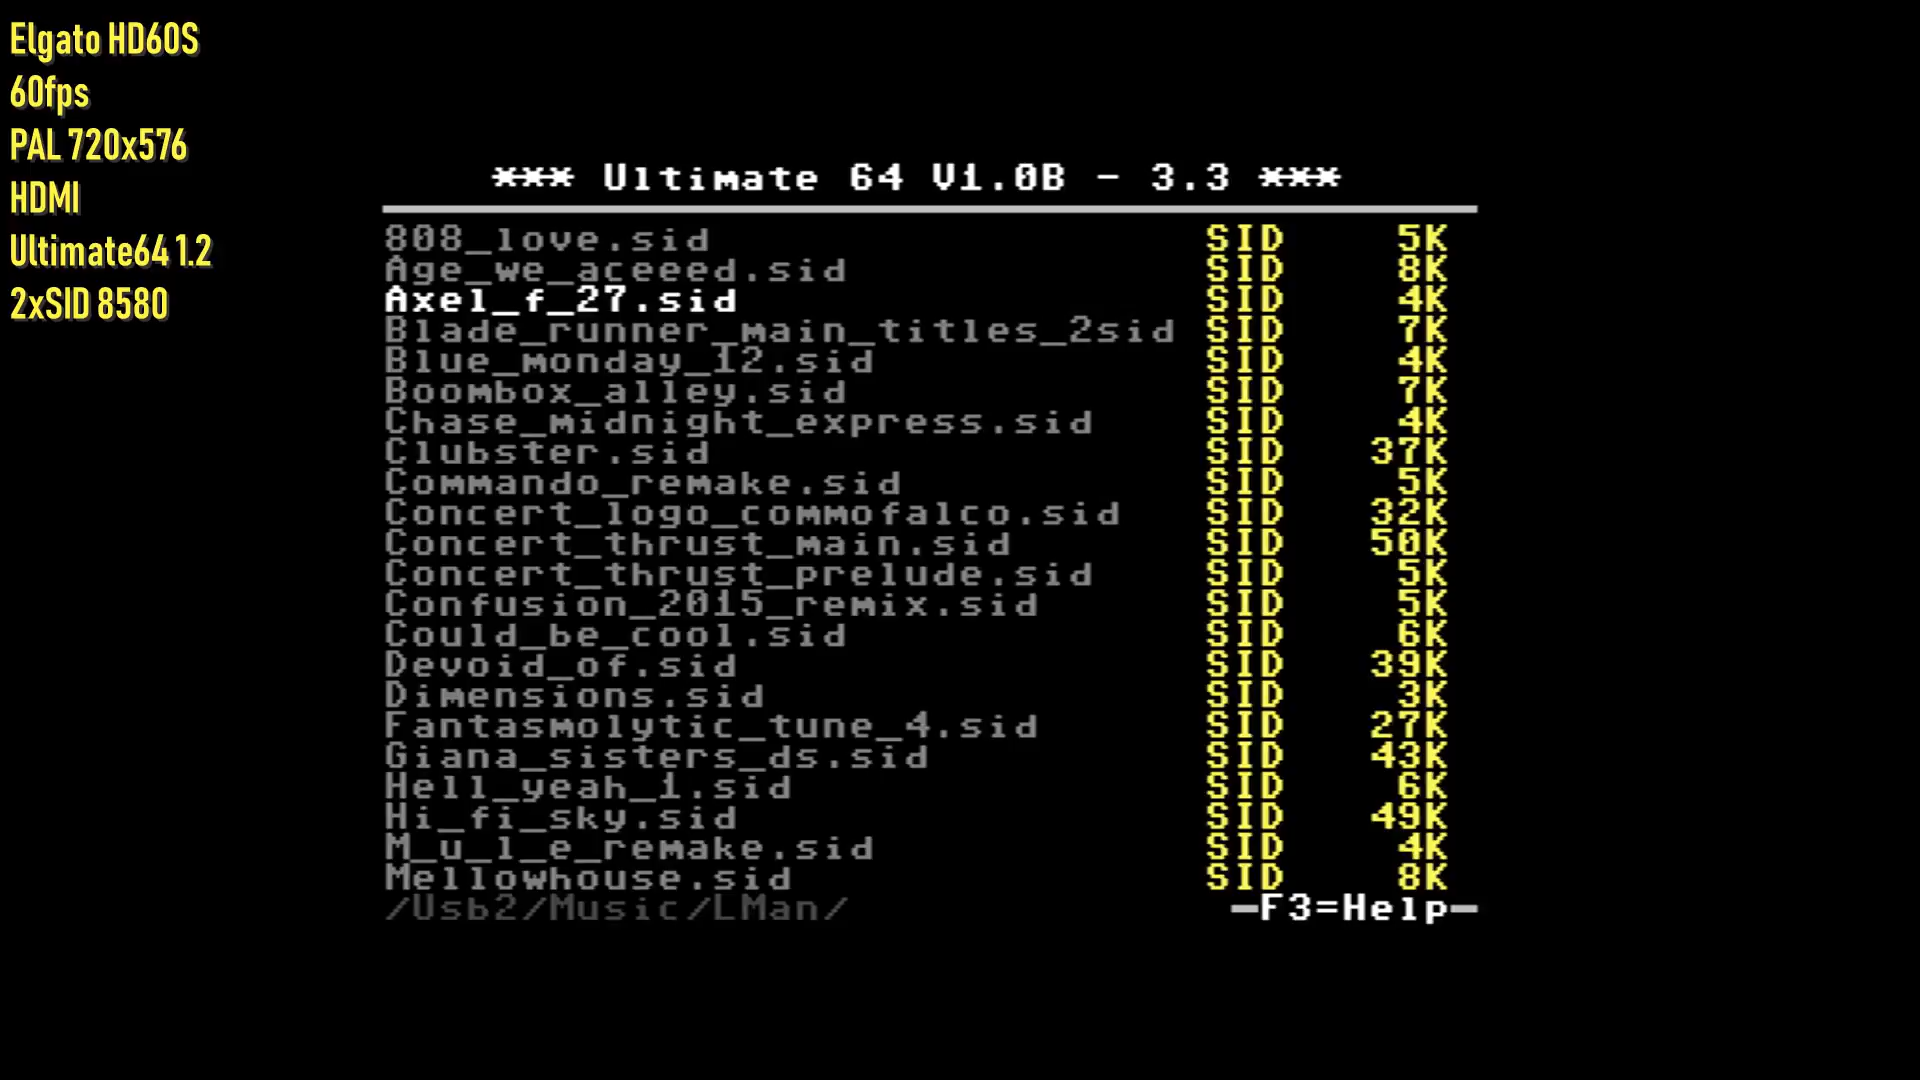 Elgato HD60S
60fps
PAL 720x576
HDMI
Ultimate64 1.2
2xSID 8580
*** Ultimate 64 V1.0B - 3.3 ***
808_love.sid SID 5K
Age_we_aceeed.sid SID 8K
Axel_f_27.sid SID 4K
Blade_runner_main_titles_2sid SID 7K
Blue_monday_12.sid SID 4K
Boombox_alley.sid SID 7K
Chase_midnight_express.sid SID 4K
Clubster.sid SID 37K
Commando_remake.sid SID 5K
Concert_logo_commofalco.sid SID 32K
Concert_thrust_main.sid SID 50K
Concert_thrust_prelude.sid SID 5K
Confusion_2015_remix.sid SID 5K
Could_be_cool.sid SID 6K
Devoid_of.sid SID 39K
Dimensions.sid SID 3K
Fantasmolytic_tune_4.sid SID 27K
Giana_sisters_ds.sid SID 43K
Hell_yeah_1.sid SID 6K
Hi_fi_sky.sid SID 49K
M_u_l_e_remake.sid SID 4K
Mellowhouse.sid SID 8K
/Usb2/Music/LMan/ —F3=Help—